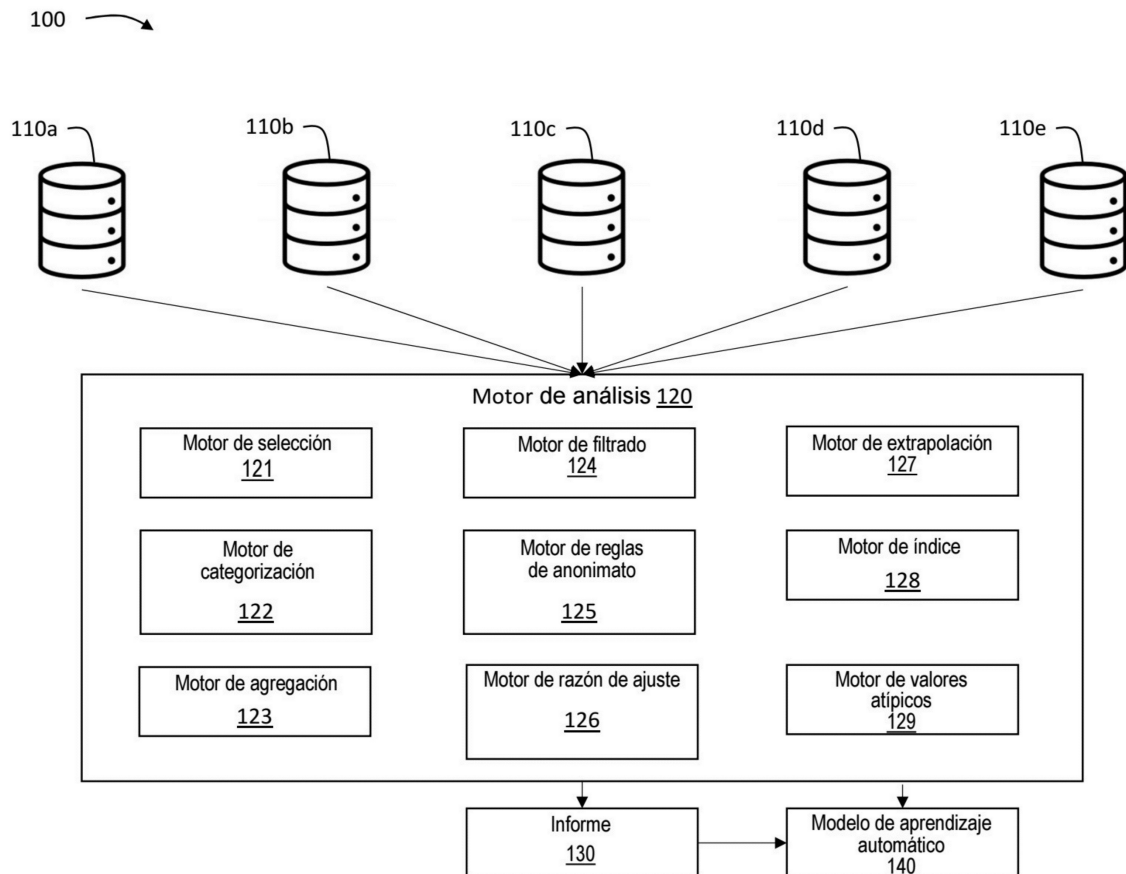 100
110a
110b
110c
110d
110e
Motor de análisis 120
Motor de selección
121
Motor de filtrado
124
Motor de extrapolación
127
Motor de
categorización
122
Motor de reglas
de anonimato
125
Motor de índice
128
Motor de agregación
123
Motor de razón de ajuste
126
Motor de valores
atípicos
129
Informe
130
Modelo de aprendizaje
automático
140